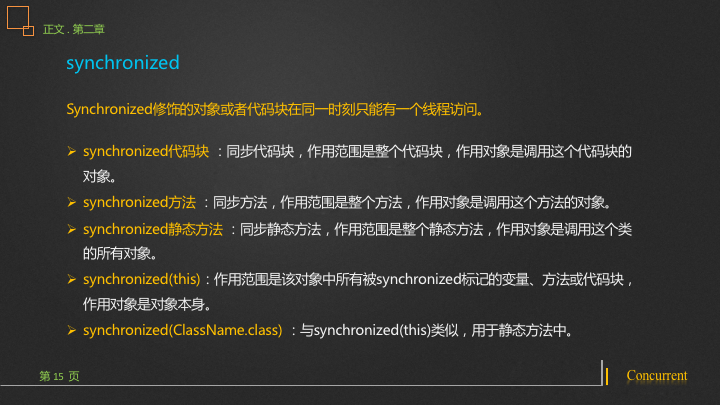 正文 . 第二章
synchronized
Synchronized修饰的对象或者代码块在同一时刻只能有一个线程访问。
➢ synchronized代码块 ：同步代码块，作用范围是整个代码块，作用对象是调用这个代码块的
对象。
➢ synchronized方法 ：同步方法，作用范围是整个方法，作用对象是调用这个方法的对象。
➢ synchronized静态方法 ：同步静态方法，作用范围是整个静态方法，作用对象是调用这个类
的所有对象。
➢ synchronized(this)：作用范围是该对象中所有被synchronized标记的变量、方法或代码块，
作用对象是对象本身。
➢ synchronized(ClassName.class) ：与synchronized(this)类似，用于静态方法中。
第 15 页
Concurrent